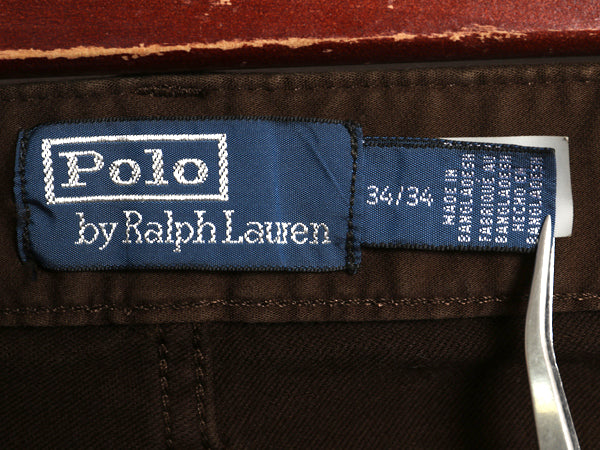 Polo
by Ralph Lauren
34/34
MADE IN
BANGLADESH
FABRIQUE AU
BANGLADESH
HECHO EN
BANGLADESH